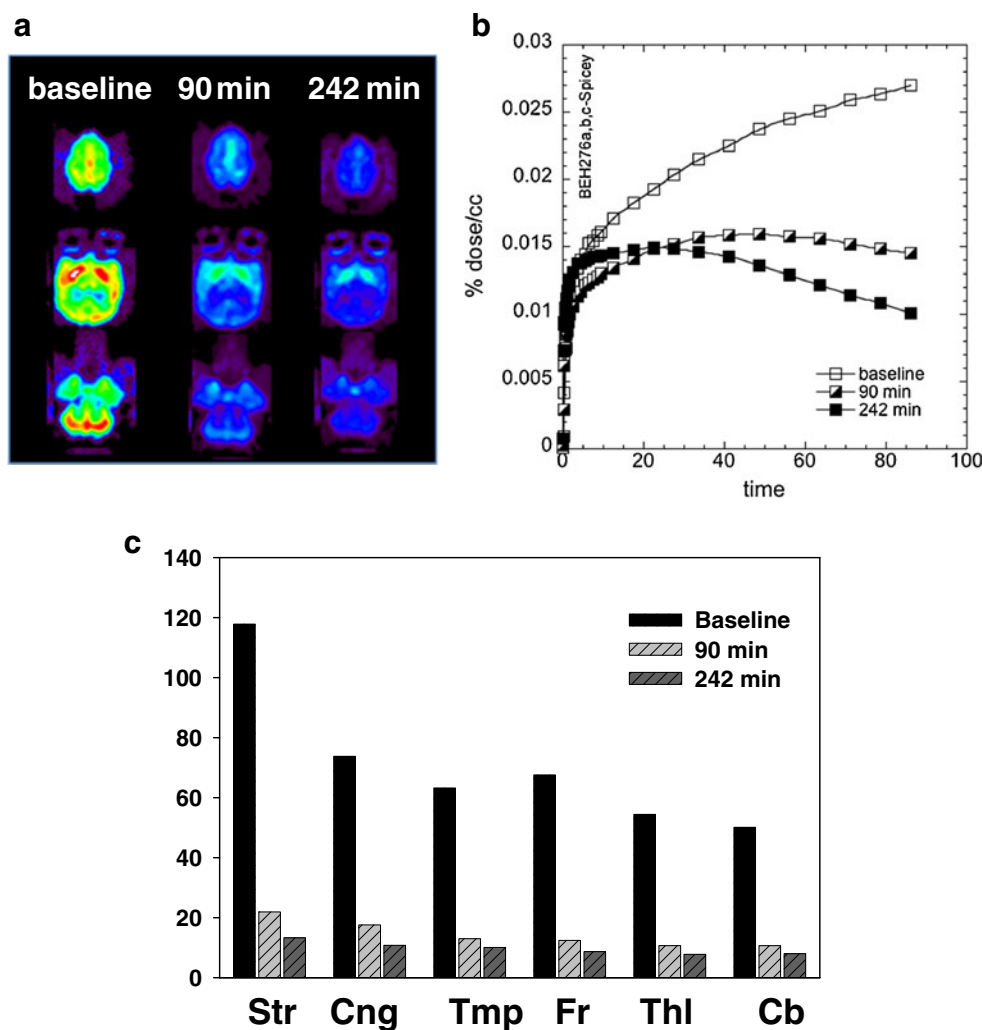 a
baseline 90 min 242 min
b
0.03
0.025
0.02
0.015
0.01
0.005
0
% dose/cc
BEH276a,b,c-Spicey
baseline
90 min
242 min
0 20 40 60 80 100
time
c
140
120
100
80
60
40
20
0
Baseline
90 min
242 min
Str Cng Tmp Fr Thl Cb